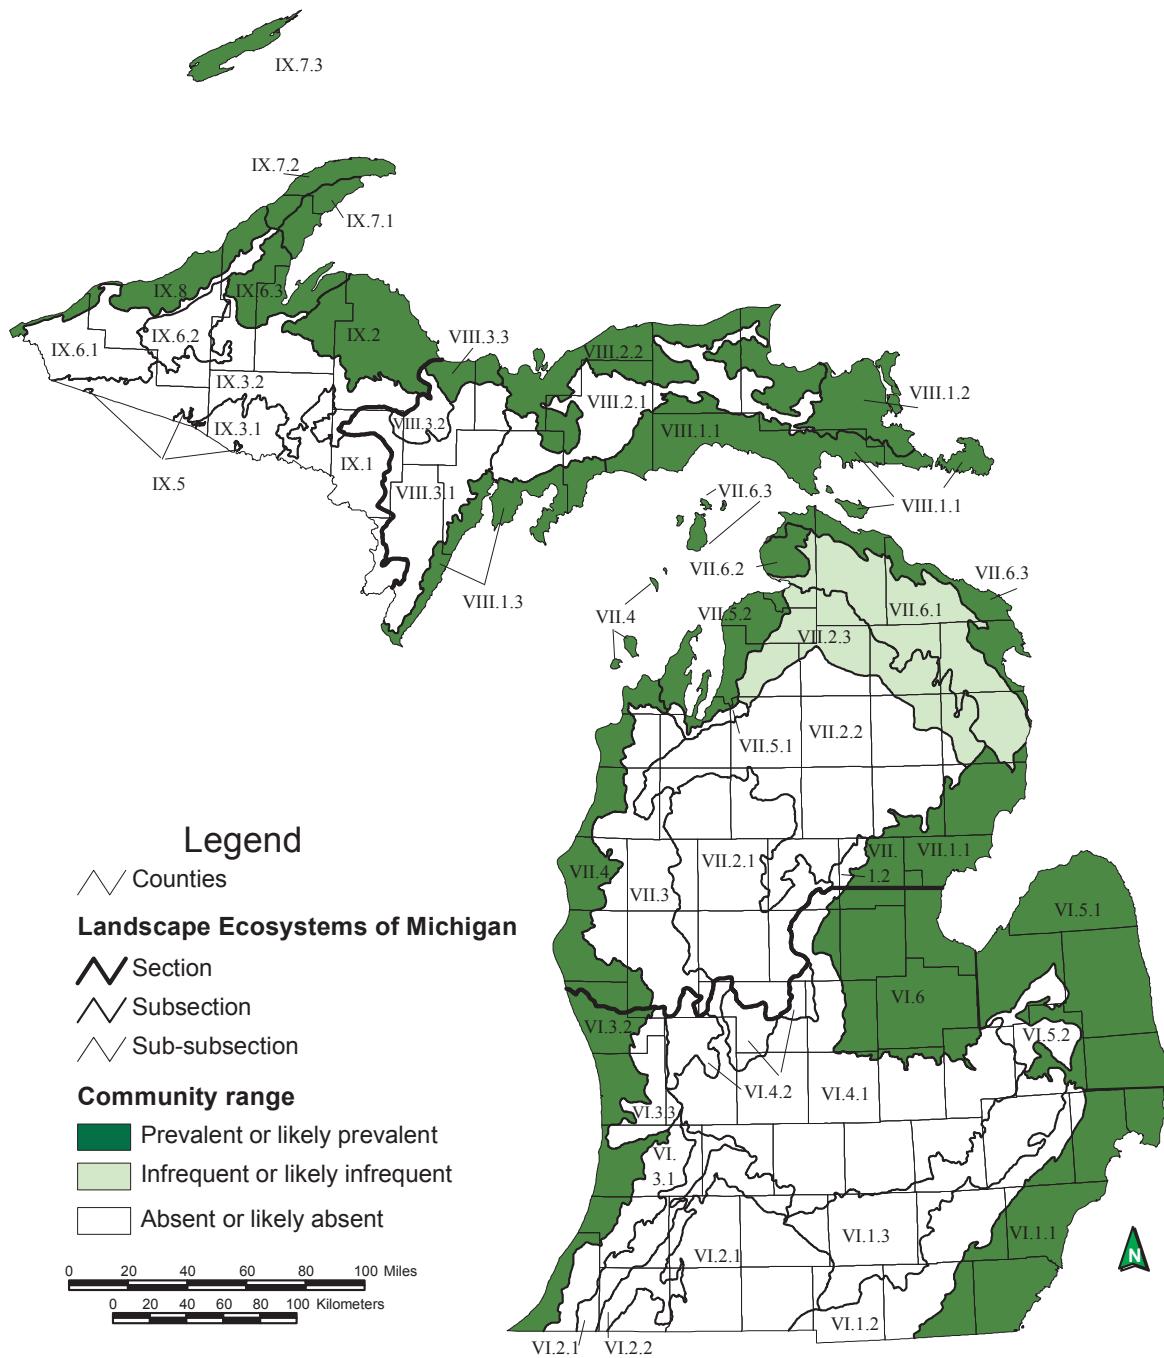 IX.7.3
IX.7.2
IX.7.1
IX.8
IX.6.3
IX.2
IX.6.2
IX.6.1
VIII.3.3
VIII.2.2
IX.3.2
VIII.2.1
VIII.1.2
IX.3.1
VIII.3.2
VIII.1.1
IX.1
IX.5
VIII.3.1
VII.6.3
VIII.1.1
VII.6.2
VIII.1.3
VII.6.3
VII.4
VII.5.2
VII.6.1
VII.2.3
VII.5.1
VII.2.2
Legend
Counties
Landscape Ecosystems of Michigan
Section
Subsection
Sub-subsection
Community range
Prevalent or likely prevalent
Infrequent or likely infrequent
Absent or likely absent
0 20 40 60 80 100 Miles
0 20 40 60 80 100 Kilometers
VII.4
VII.3
VII.2.1
VII.
1.2
VII.1.1
VI.5.1
VI.6
VI.3.2
VI.5.2
VI.4.2
VI.4.1
VI.3.3
VI.
3.1
VI.1.1
VI.1.3
VI.2.1
N
VI.1.2
VI.2.1
VI.2.2